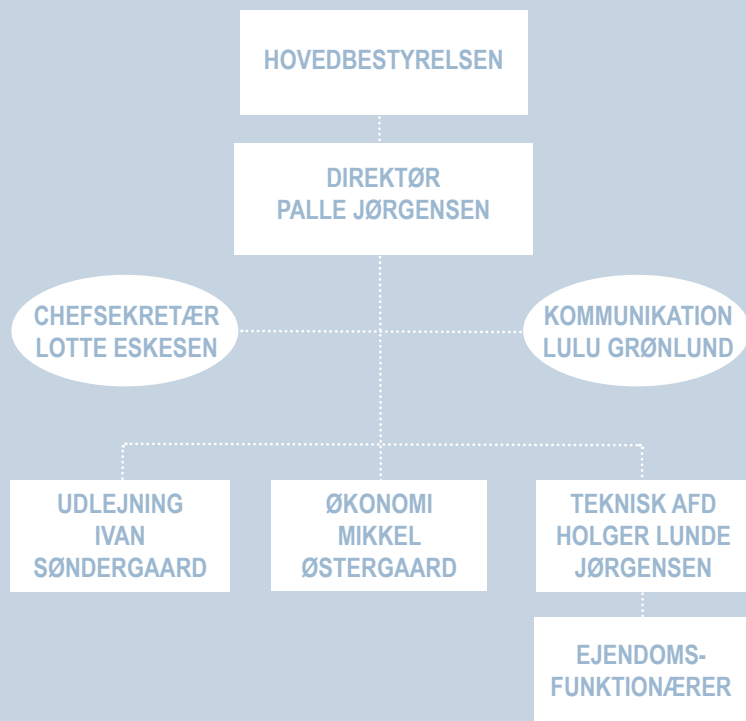 HOVEDBESTYRELSEN
DIREKTØR
PALLE JØRGENSEN
CHEFSEKRETÆR
LOTTE ESKESEN
KOMMUNIKATION
LULU GRØNLUND
UDLEJNING
IVAN
SØNDERGAARD
ØKONOMI
MIKKEL
ØSTERGAARD
TEKNISK AFD
HOLGER LUNDE
JØRGENSEN
EJENDOMS-
FUNKTIONÆRER